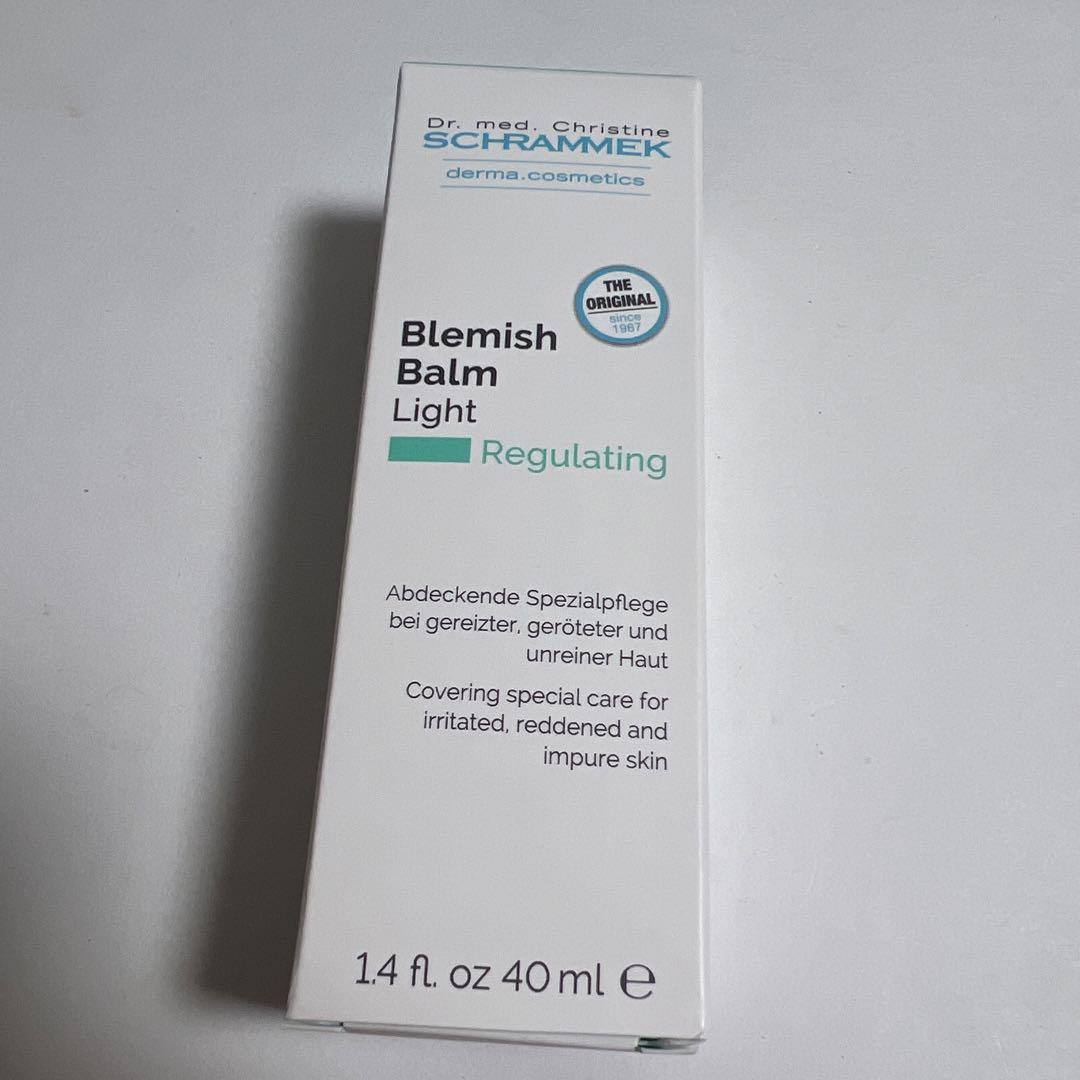 Dr. med. Christine
SCHRAMMEK
derma.cosmetics
THE
ORIGINAL
since
1967
Blemish
Balm
Light
Regulating
Abdeckende Spezialpflege
bei gereizter, geröteter und
unreiner Haut
Covering special care for
irritated, reddened and
impure skin
1.4 fl. oz 40 ml ℮